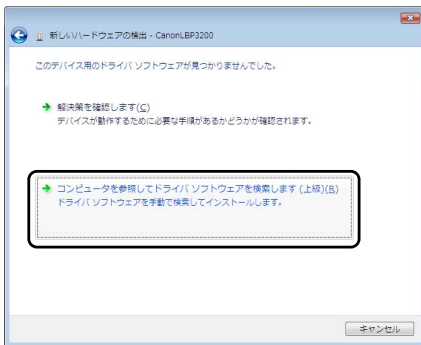 新しいハードウェアの検出 - CanonLBP3200
このデバイス用のドライバ ソフトウェアが見つかりませんでした。
解決策を確認します(C)
デバイスが動作するために必要な手順があるかどうかが確認されます。
コンピュータを参照してドライバ ソフトウェアを検索します (上級)(R)
ドライバ ソフトウェアを手動で検索してインストールします。
キャンセル